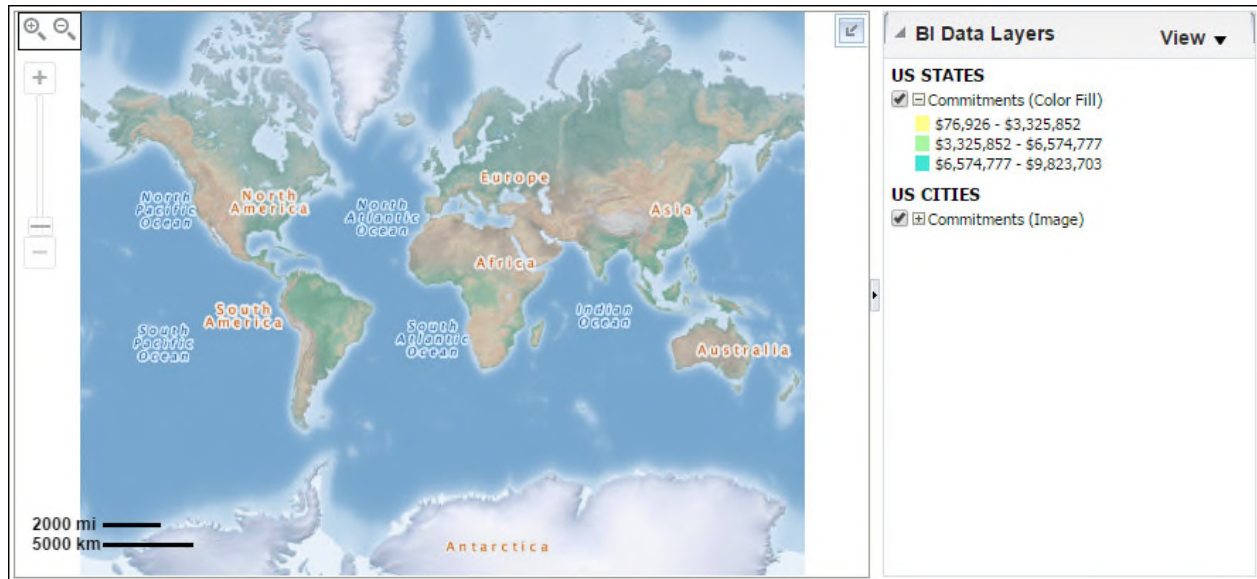 BI Data Layers
View
US STATES
Commitments (Color Fill)
$76,926 - $3,325,852
$3,325,852 - $6,574,777
$6,574,777 - $9,823,703
US CITIES
Commitments (Image)
North
Pacific
Ocean
North
America
North
Atlantic
Ocean
Europe
Asia
Africa
South
America
South
Pacific
Ocean
South
Atlantic
Ocean
Indian
Ocean
Australia
2000 mi
5000 km
Antarctica